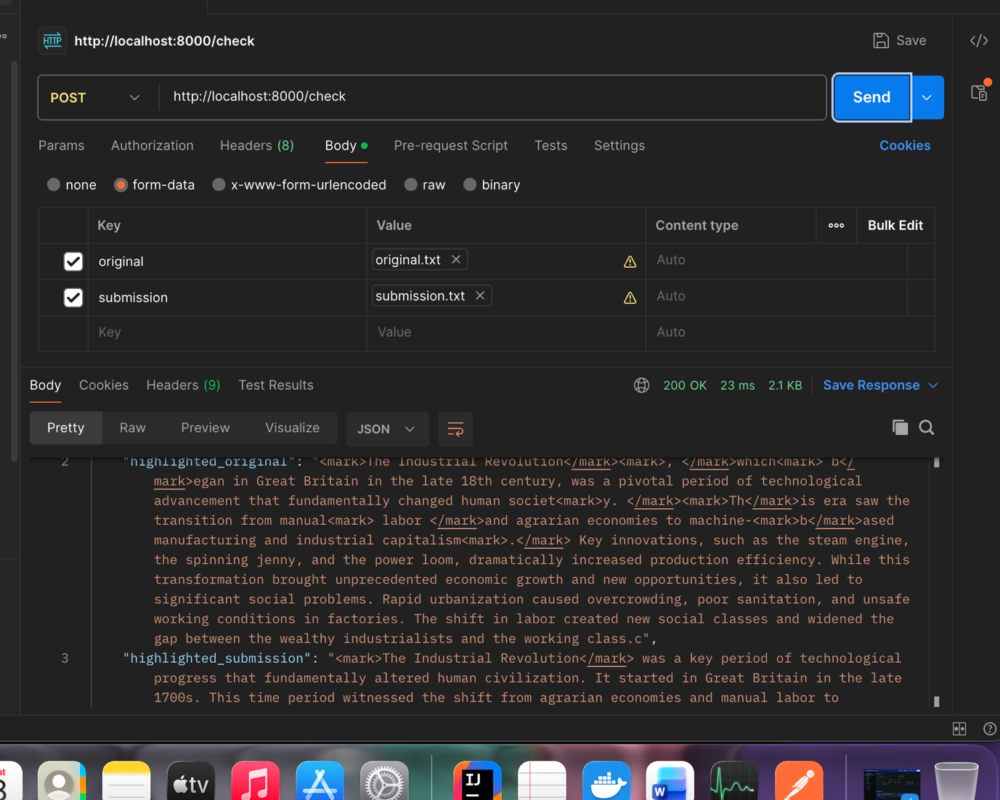 HTTP http://localhost:8000/check Save </>
POST http://localhost:8000/check Send
Params Authorization Headers (8) Body Pre-request Script Tests Settings Cookies
none form-data x-www-form-urlencoded raw binary
Key Value Content type ooo Bulk Edit
original original.txt Auto
submission submission.txt Auto
Key Value Auto
Body Cookies Headers (9) Test Results 200 OK 23 ms 2.1 KB Save Response
Pretty Raw Preview Visualize JSON
2 "highlighted_original": "<mark>The Industrial Revolution</mark><mark>, </mark>which<mark> b</
mark>egan in Great Britain in the late 18th century, was a pivotal period of technological
advancement that fundamentally changed human societ<mark>y. </mark><mark>Th</mark>is era saw the
transition from manual<mark> labor </mark>and agrarian economies to machine-<mark>b</mark>ased
manufacturing and industrial capitalism<mark>.</mark> Key innovations, such as the steam engine,
the spinning jenny, and the power loom, dramatically increased production efficiency. While this
transformation brought unprecedented economic growth and new opportunities, it also led to
significant social problems. Rapid urbanization caused overcrowding, poor sanitation, and unsafe
working conditions in factories. The shift in labor created new social classes and widened the
gap between the wealthy industrialists and the working class.c",
3 "highlighted_submission": "<mark>The Industrial Revolution</mark> was a key period of technological
progress that fundamentally altered human civilization. It started in Great Britain in the late
1700s. This time period witnessed the shift from agrarian economies and manual labor to
tv IJ W